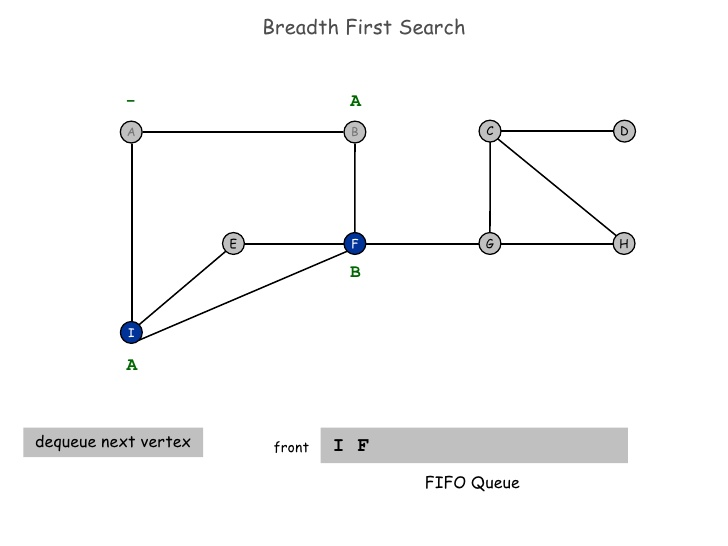 Breadth First Search
- A
A B C D
E F G H
B
I
A
dequeue next vertex
front I F
FIFO Queue